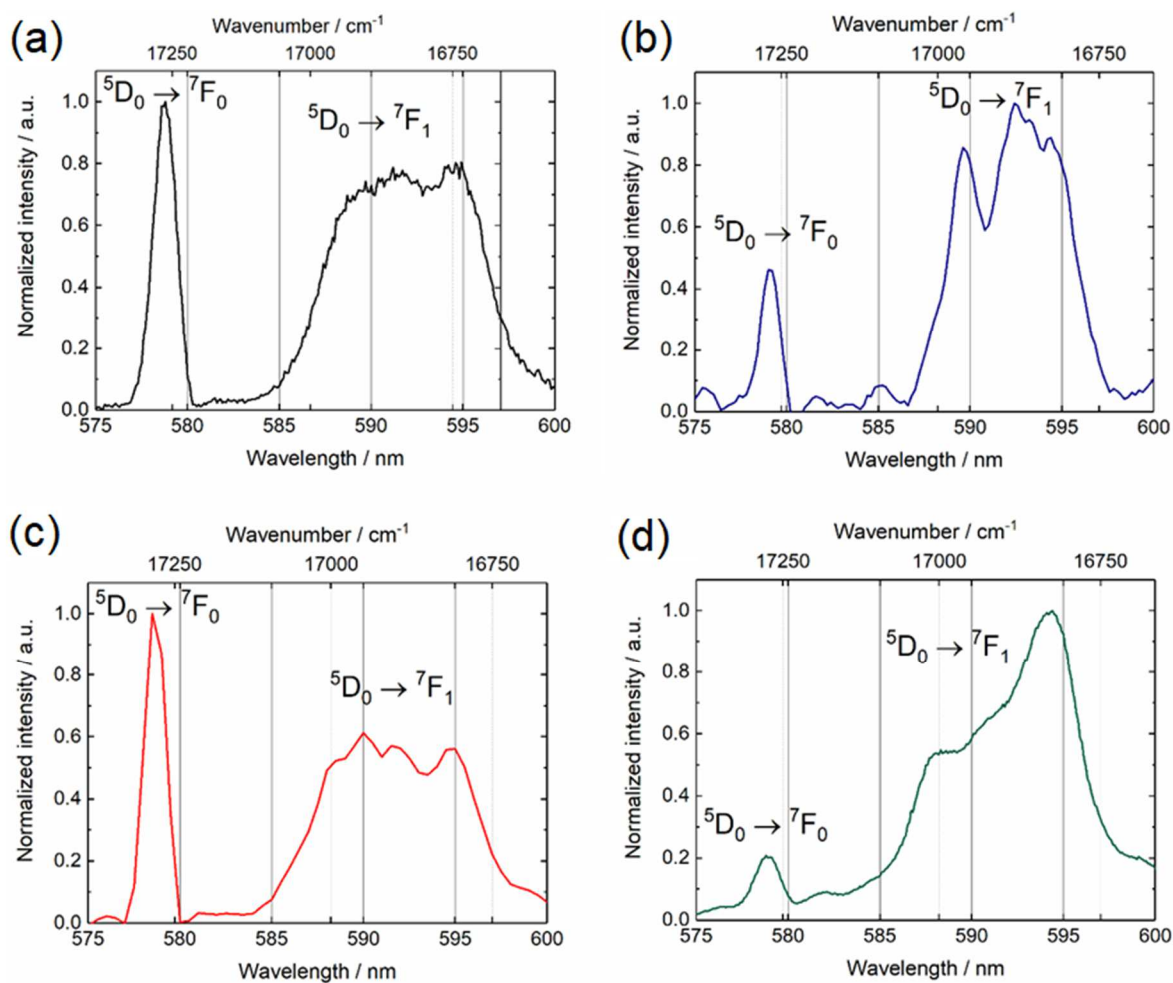 (a)
Wavenumber / cm⁻¹
17250 17000 16750
⁵D₀ → ⁷F₀
⁵D₀ → ⁷F₁
Normalized intensity / a.u.
1.0
0.8
0.6
0.4
0.2
0.0
575 580 585 590 595 600
Wavelength / nm
(b)
Wavenumber / cm⁻¹
17250 17000 16750
⁵D₀ → ⁷F₁
⁵D₀ → ⁷F₀
Normalized intensity / a.u.
1.0
0.8
0.6
0.4
0.2
0.0
575 580 585 590 595 600
Wavelength / nm
(c)
Wavenumber / cm⁻¹
17250 17000 16750
⁵D₀ → ⁷F₀
⁵D₀ → ⁷F₁
Normalized intensity / a.u.
1.0
0.8
0.6
0.4
0.2
0.0
575 580 585 590 595 600
Wavelength / nm
(d)
Wavenumber / cm⁻¹
17250 17000 16750
⁵D₀ → ⁷F₁
⁵D₀ → ⁷F₀
Normalized intensity / a.u.
1.0
0.8
0.6
0.4
0.2
0.0
575 580 585 590 595 600
Wavelength / nm